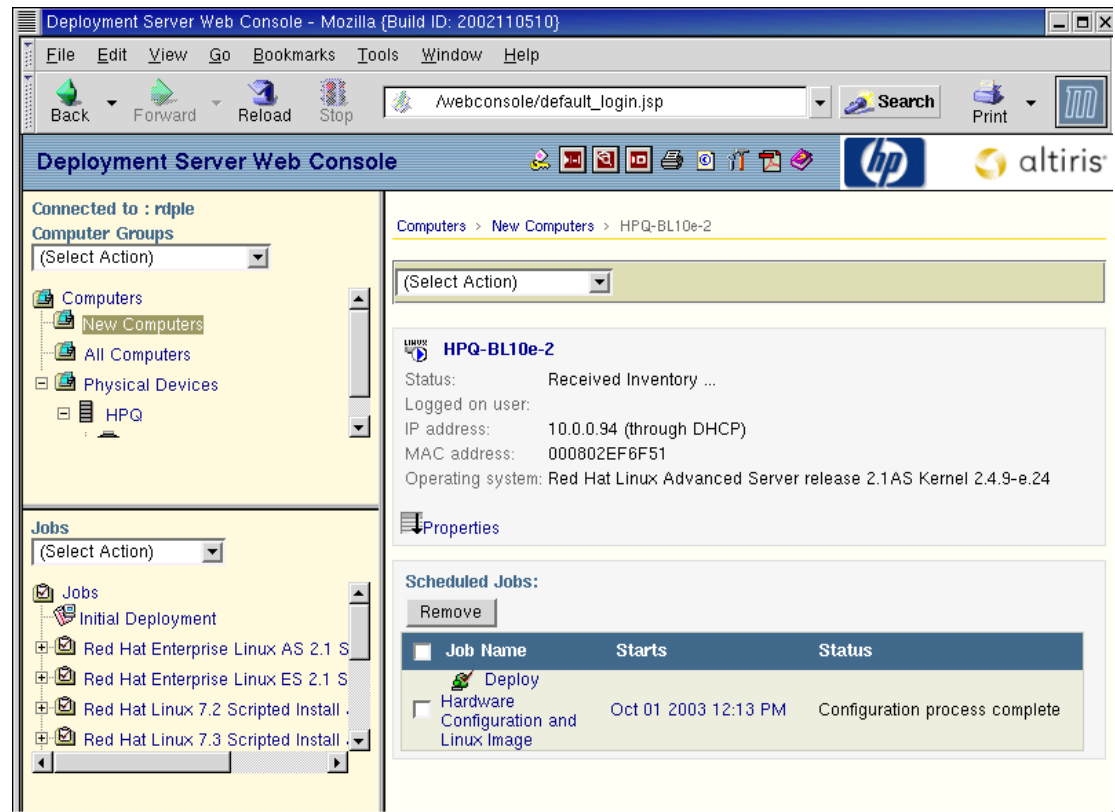 Deployment Server Web Console - Mozilla {Build ID: 2002110510}
File Edit View Go Bookmarks Tools Window Help
Back Forward Reload Stop /webconsole/default_login.jsp Search Print
Deployment Server Web Console
hp altiris
Connected to : rdple
Computer Groups
(Select Action)
Computers
New Computers
All Computers
Physical Devices
HPQ
Jobs
(Select Action)
Jobs
Initial Deployment
Red Hat Enterprise Linux AS 2.1 S
Red Hat Enterprise Linux ES 2.1 S
Red Hat Linux 7.2 Scripted Install
Red Hat Linux 7.3 Scripted Install
Computers > New Computers > HPQ-BL10e-2
(Select Action)
LINUX HPQ-BL10e-2
Status: Received Inventory ...
Logged on user:
IP address: 10.0.0.94 (through DHCP)
MAC address: 000802EF6F51
Operating system: Red Hat Linux Advanced Server release 2.1AS Kernel 2.4.9-e.24
Properties
Scheduled Jobs:
Remove
Job Name Starts Status
Deploy
Hardware
Configuration and
Linux Image
Oct 01 2003 12:13 PM
Configuration process complete